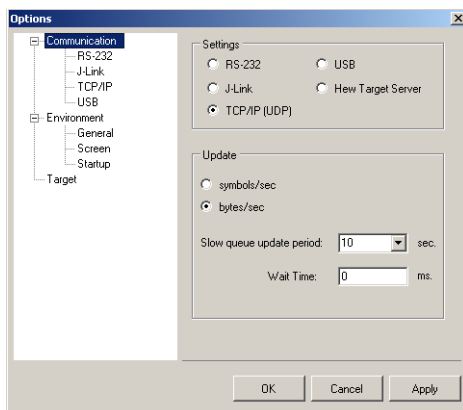 Options
Communication
RS-232
J-Link
TCP/IP
USB
Environment
General
Screen
Startup
Target
Settings
RS-232 USB
J-Link Hew Target Server
TCP/IP (UDP)
Update
symbols/sec
bytes/sec
Slow queue update period: 10 sec.
Wait Time: 0 ms.
OK Cancel Apply